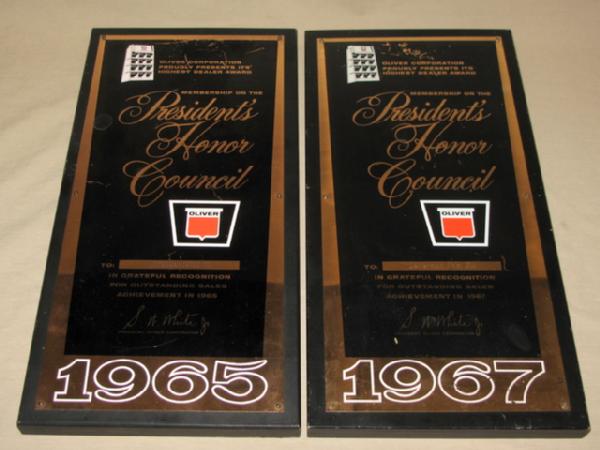 OLIVER CORPORATION
PROUDLY PRESENTS IT'S
HIGHEST DEALER AWARD
MEMBERSHIP ON THE
President's
Honor
Council
OLIVER
TO:
IN GRATEFUL RECOGNITION
FOR OUTSTANDING SALES
ACHIEVEMENT IN 1965
1965
OLIVER CORPORATION
PROUDLY PRESENTS IT'S
HIGHEST DEALER AWARD
MEMBERSHIP ON THE
President's
Honor
Council
OLIVER
TO:
IN GRATEFUL RECOGNITION
FOR OUTSTANDING SALES
ACHIEVEMENT IN 1967
1967